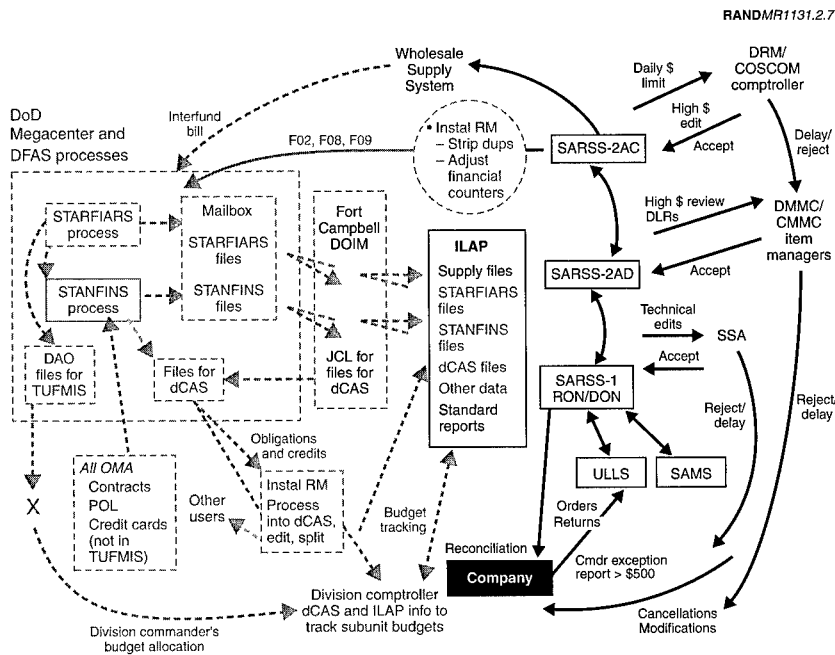 RANDMR1131.2.7
Wholesale
Supply
System
Daily $
limit
DRM/
COSCOM
comptroller
High $
edit
Accept
Delay/
reject
DoD
Megacenter and
DFAS processes
Interfund
bill
F02, F08, F09
• Instal RM
– Strip dups
– Adjust
financial
counters
SARSS-2AC
STARFIARS
process
Mailbox
STARFIARS
files
STANFINS
files
Fort
Campbell
DOIM
JCL for
files for
dCAS
STANFINS
process
DAO
files for
TUFMIS
Files for
dCAS
ILAP
Supply files
STARFIARS
files
STANFINS
files
dCAS files
Other data
Standard
reports
High $ review
DLRs
DMMC/
CMMC
item
managers
Accept
SARSS-2AD
Technical
edits
SSA
Accept
SARSS-1
RON/DON
Reject/
delay
Reject/
delay
ULLS
SAMS
Obligations
and credits
X
All OMA
Contracts
POL
Credit cards
(not in
TUFMIS)
Other
users
Instal RM
Process
into dCAS,
edit, split
Budget
tracking
Orders
Returns
Reconciliation
Company
Cmdr exception
report > $500
Division comptroller
dCAS and ILAP info to
track subunit budgets
Cancellations
Modifications
Division commander's
budget allocation